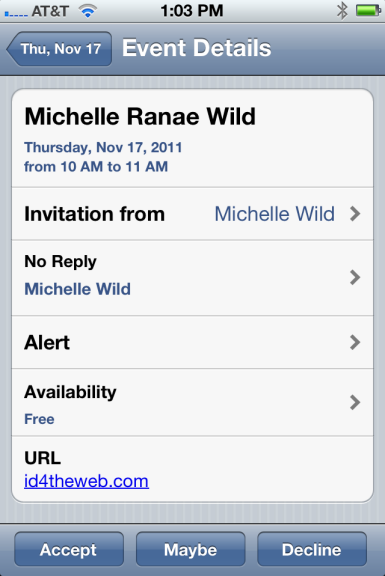 AT&T 1:03 PM
Thu, Nov 17 Event Details
Michelle Ranae Wild
Thursday, Nov 17, 2011
from 10 AM to 11 AM
Invitation from Michelle Wild
No Reply
Michelle Wild
Alert
Availability
Free
URL
id4theweb.com
Accept Maybe Decline